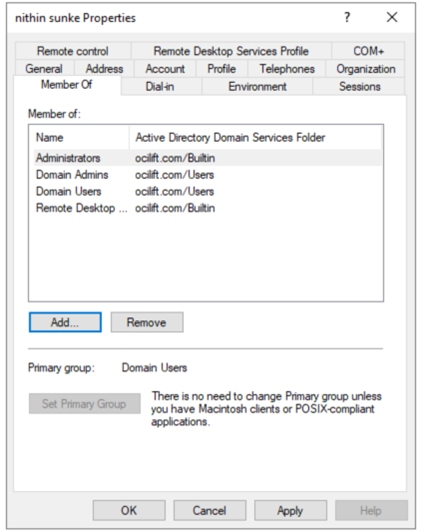 nithin sunke Properties
?
Remote control Remote Desktop Services Profile COM+
General Address Account Profile Telephones Organization
Member Of Dial-in Environment Sessions
Member of:
Name Active Directory Domain Services Folder
Administrators ocilift.com/Builtin
Domain Admins ocilift.com/Users
Domain Users ocilift.com/Users
Remote Desktop ... ocilift.com/Builtin
Add... Remove
Primary group: Domain Users
Set Primary Group
There is no need to change Primary group unless
you have Macintosh clients or POSIX-compliant
applications.
OK Cancel Apply Help